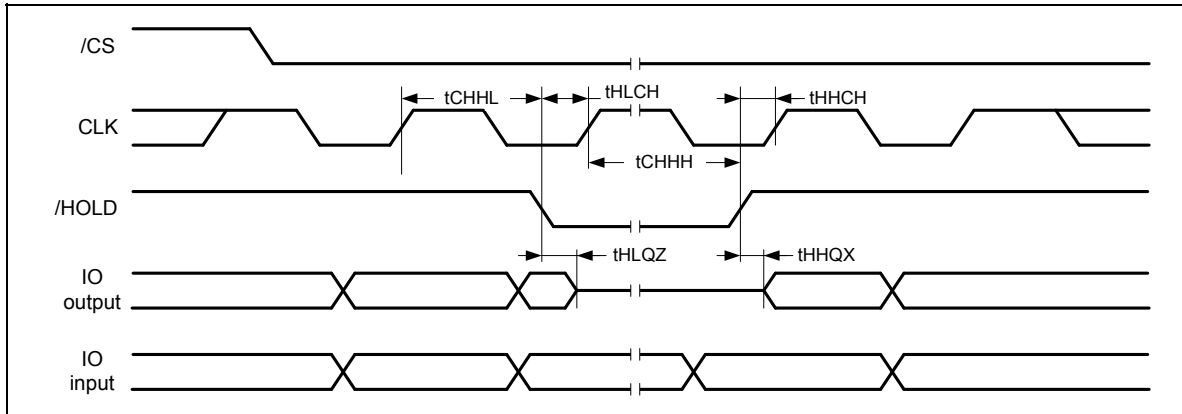 /CS
tCHHL
tHLCH
tHHCH
CLK
tCHHH
/HOLD
tHLQZ
tHHQX
IO
output
IO
input